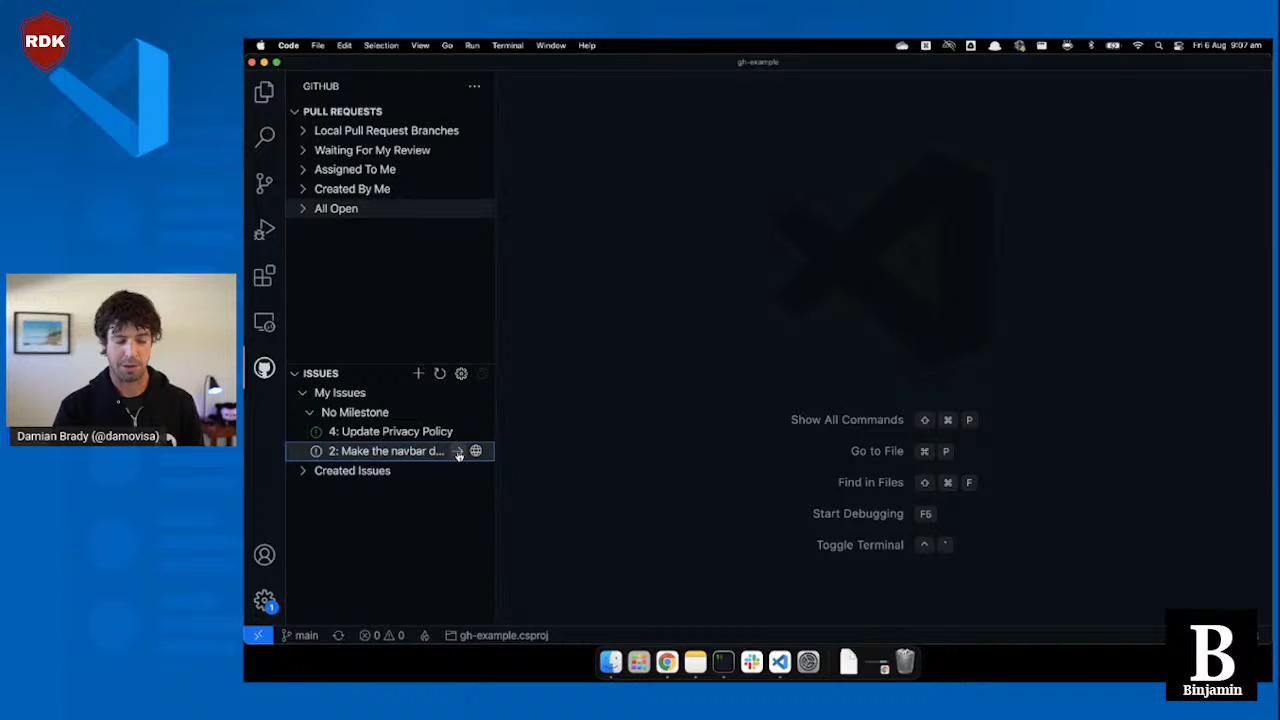 RDK
Code File Edit Selection View Go Run Terminal Window Help
Fri 6 Aug 9:07 am
gh-example
GITHUB
PULL REQUESTS
Local Pull Request Branches
Waiting For My Review
Assigned To Me
Created By Me
All Open
ISSUES
My Issues
No Milestone
4: Update Privacy Policy
2: Make the navbar d...
Created Issues
Show All Commands ⇧ ⌘ P
Go to File ⌘ P
Find in Files ⇧ ⌘ F
Start Debugging F5
Toggle Terminal ^ `
1
main 0 0 gh-example.csproj
Damian Brady (@damovisa)
B
Binjamin